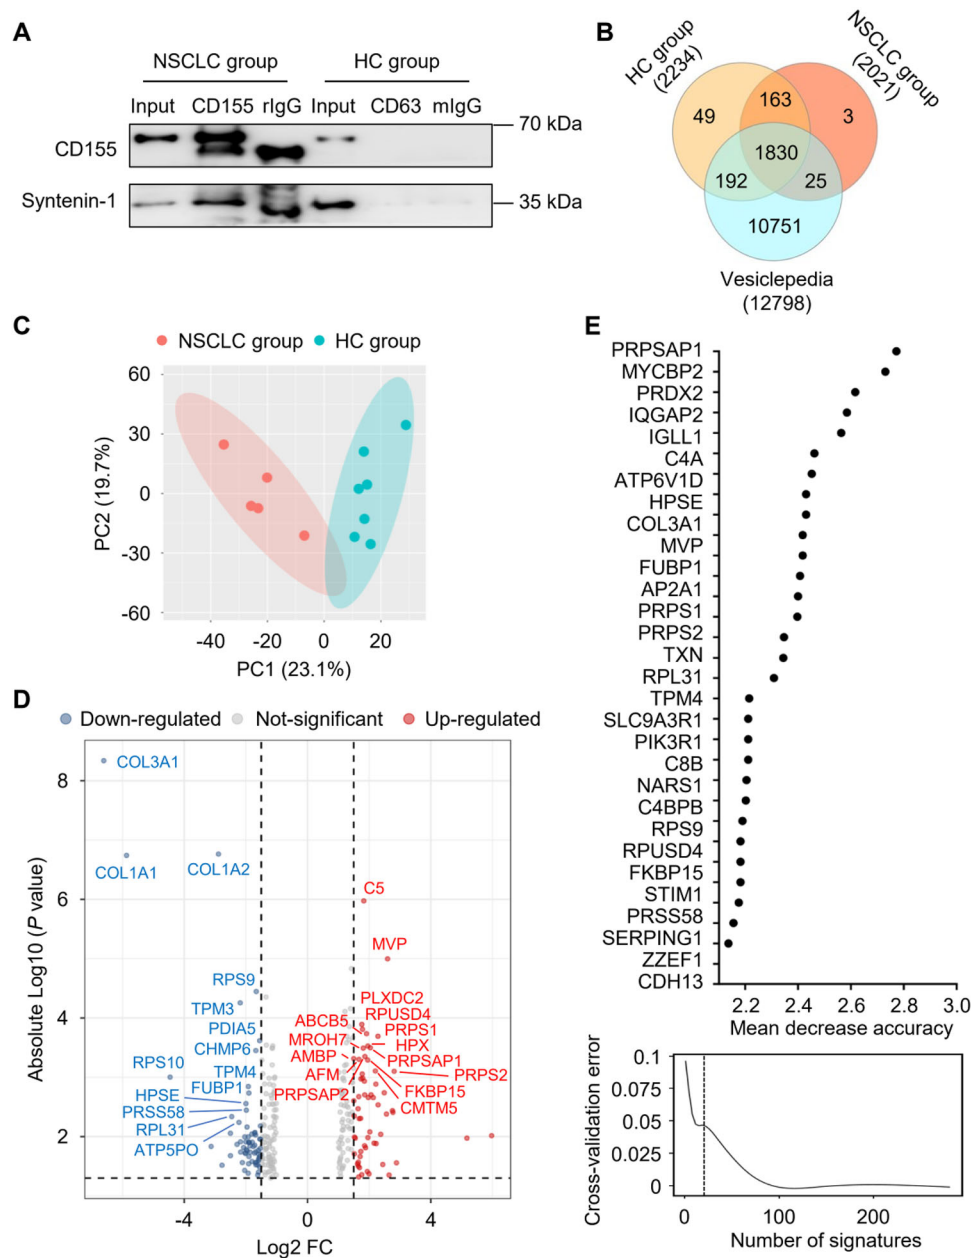 A
NSCLC group
HC group
Input
CD155
rIgG
Input
CD63
mIgG
CD155
70 kDa
Syntenin-1
35 kDa
B
HC group
(2234)
NSCLC group
(2021)
49
163
3
1830
192
25
10751
Vesiclepedia
(12798)
C
NSCLC group
HC group
60
30
0
-30
-60
PC2 (19.7%)
-40
-20
0
20
PC1 (23.1%)
D
Down-regulated
Not-significant
Up-regulated
COL3A1
COL1A1
COL1A2
C5
MVP
RPS9
TPM3
PDIA5
CHMP6
RPS10
TPM4
FUBP1
HPSE
PRSS58
RPL31
ATP5PO
PLXDC2
RPUSD4
ABCB5
PRPS1
MROH7
HPX
AMBP
PRPSAP1
AFM
PRPS2
PRPSAP2
FKBP15
CMTM5
8
6
4
2
Absolute Log10 (P value)
-4
0
4
Log2 FC
E
PRPSAP1
MYCBP2
PRDX2
IQGAP2
IGLL1
C4A
ATP6V1D
HPSE
COL3A1
MVP
FUBP1
AP2A1
PRPS1
PRPS2
TXN
RPL31
TPM4
SLC9A3R1
PIK3R1
C8B
NARS1
C4BPB
RPS9
RPUSD4
FKBP15
STIM1
PRSS58
SERPING1
ZZEF1
CDH13
2.2
2.4
2.6
2.8
3.0
Mean decrease accuracy
Cross-validation error
0.1
0.075
0.05
0.025
0
0
100
200
Number of signatures